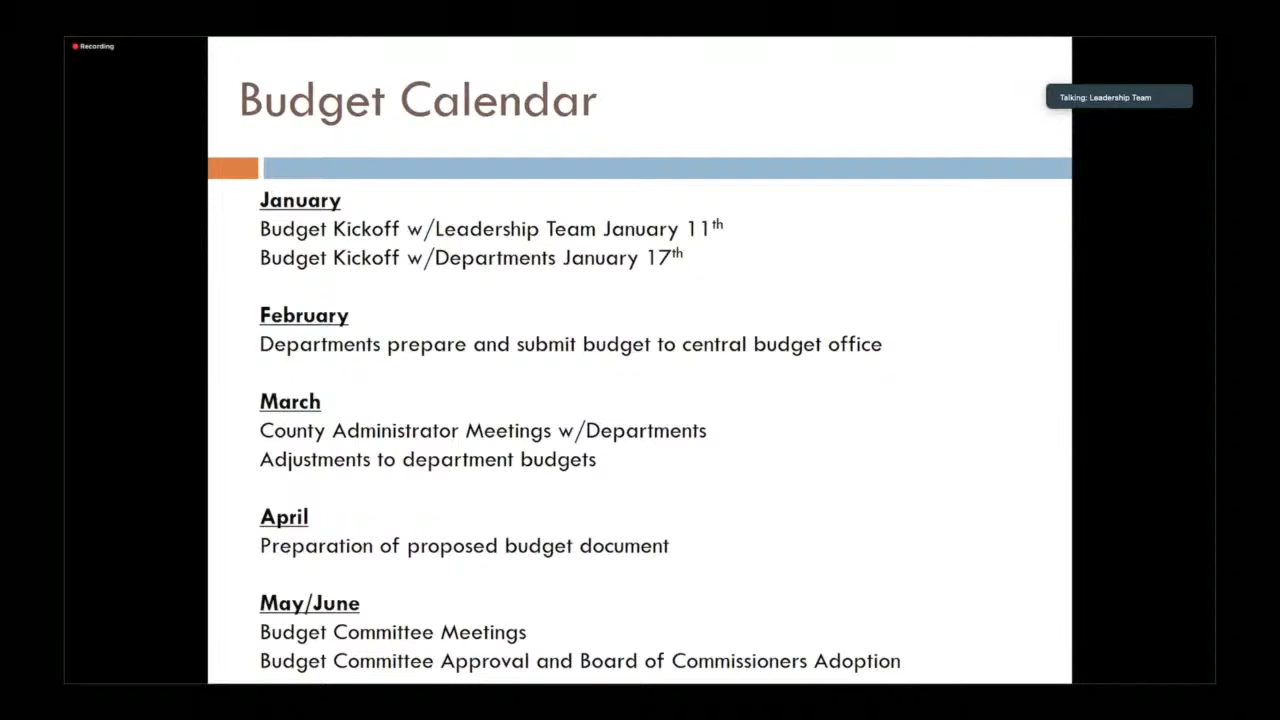 Recording
Budget Calendar
Talking: Leadership Team
January
Budget Kickoff w/Leadership Team January 11th
Budget Kickoff w/Departments January 17th
February
Departments prepare and submit budget to central budget office
March
County Administrator Meetings w/Departments
Adjustments to department budgets
April
Preparation of proposed budget document
May/June
Budget Committee Meetings
Budget Committee Approval and Board of Commissioners Adoption